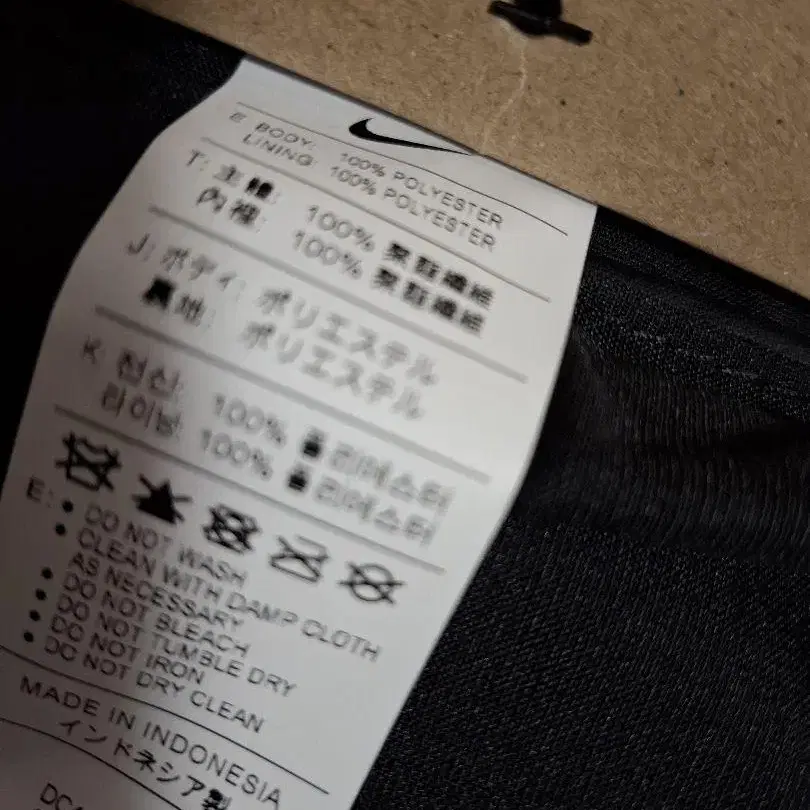 E BODY: 100% POLYESTER
LINING: 100% POLYESTER
T: 主體: 100% 聚酯纖維
內裡: 100% 聚酯纖維
J: ボディ: ポリエステル
裏地: ポリエステル
K: 전신: 100% 폴리에스터
라이닝: 100% 폴리에스터
E: • DO NOT WASH
• CLEAN WITH DAMP CLOTH
AS NECESSARY
• DO NOT BLEACH
• DO NOT TUMBLE DRY
• DO NOT IRON
• DO NOT DRY CLEAN
MADE IN INDONESIA
インドネシア製